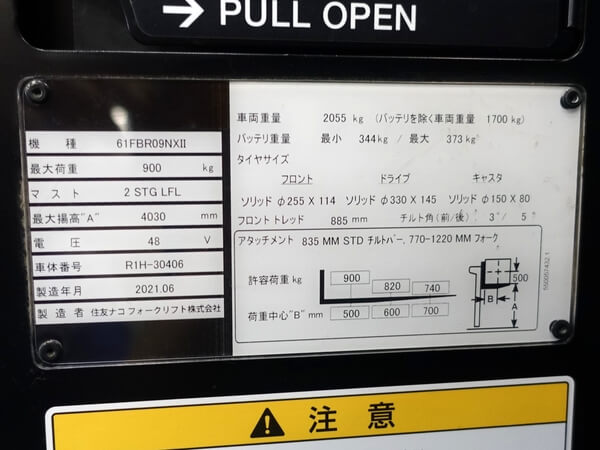 → PULL OPEN
機 種 61FBR09NXII
最大荷重 900 kg
マスト 2 STG LFL
最大揚高"A" 4030 mm
電 圧 48 V
車体番号 R1H-30406
製造年月 2021.06
製造者 住友ナコ フォークリフト株式会社
車両重量 2055 kg (バッテリを除く車両重量 1700 kg)
バッテリ重量 最小 344kg / 最大 373kg
タイヤサイズ
フロント ドライブ キャスタ
ソリッド φ255 X 114 ソリッド φ330 X 145 ソリッド φ150 X 80
フロント トレッド 885 mm チルト角(前/後) 3° / 5°
アタッチメント 835 MM STD チルトバー, 770-1220 MM フォーク
許容荷重 kg 900 820 740
荷重中心"B" mm 500 600 700
500
B
A
550057432 1
注 意